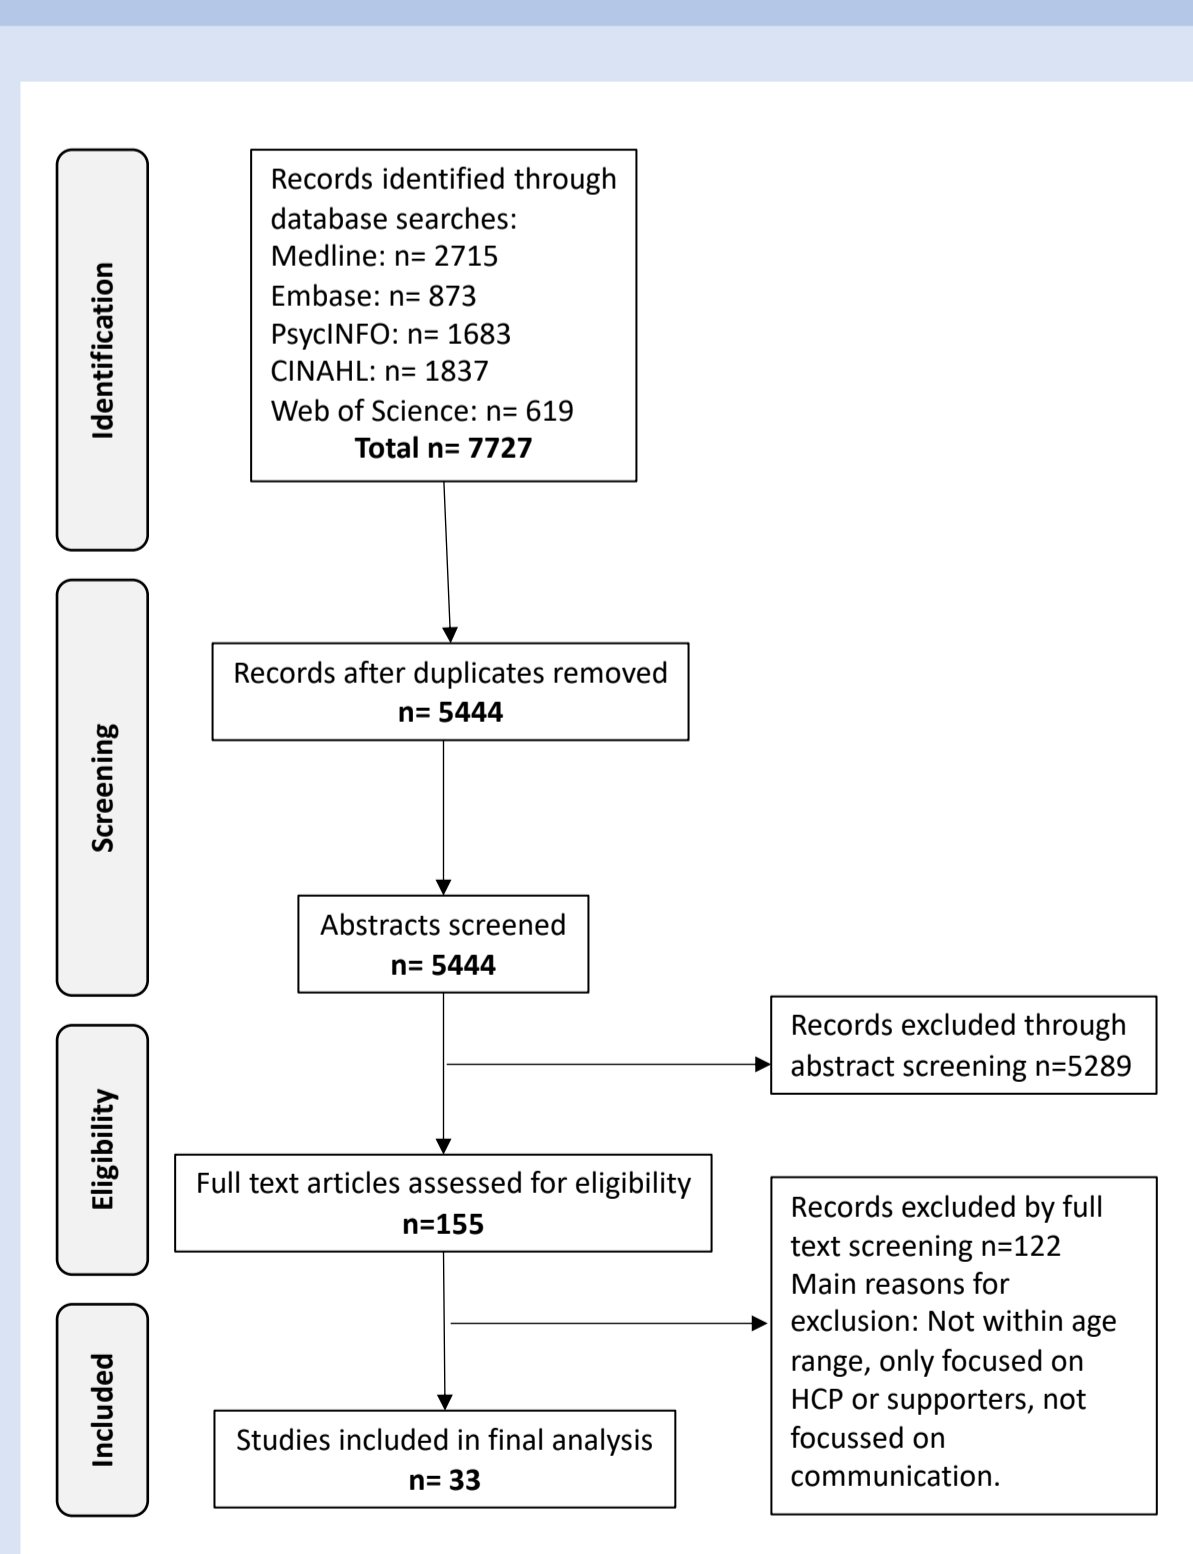 Identification
Records identified through
database searches:
Medline: n= 2715
Embase: n= 873
PsycINFO: n= 1683
CINAHL: n= 1837
Web of Science: n= 619
Total n= 7727
Screening
Records after duplicates removed
n= 5444
Abstracts screened
n= 5444
Records excluded through
abstract screening n=5289
Eligibility
Full text articles assessed for eligibility
n=155
Records excluded by full
text screening n=122
Main reasons for
exclusion: Not within age
range, only focused on
HCP or supporters, not
focussed on
communication.
Included
Studies included in final analysis
n= 33